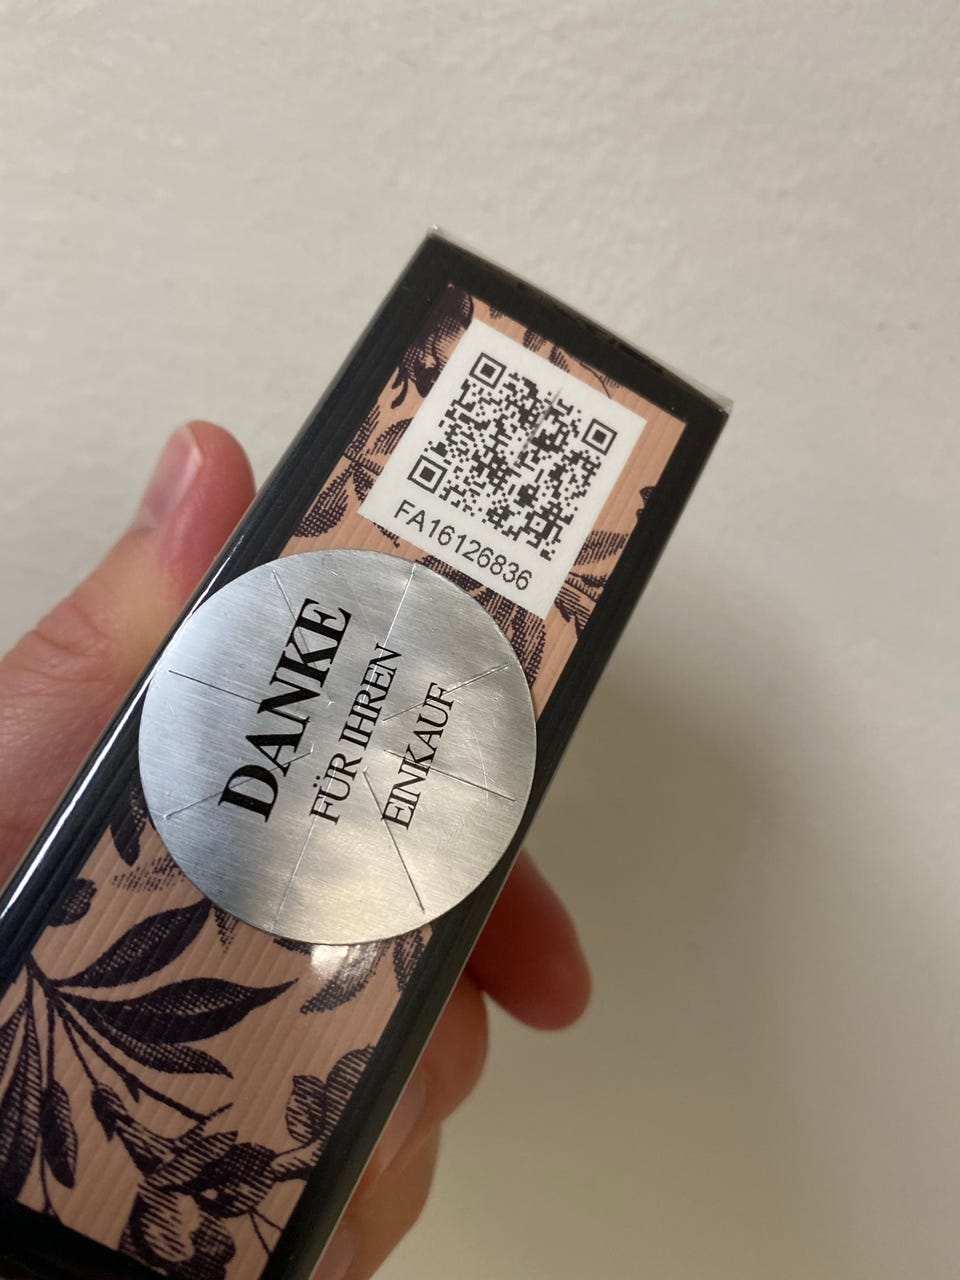 FA16126836
DANKE
FÜR IHREN
EINKAUF